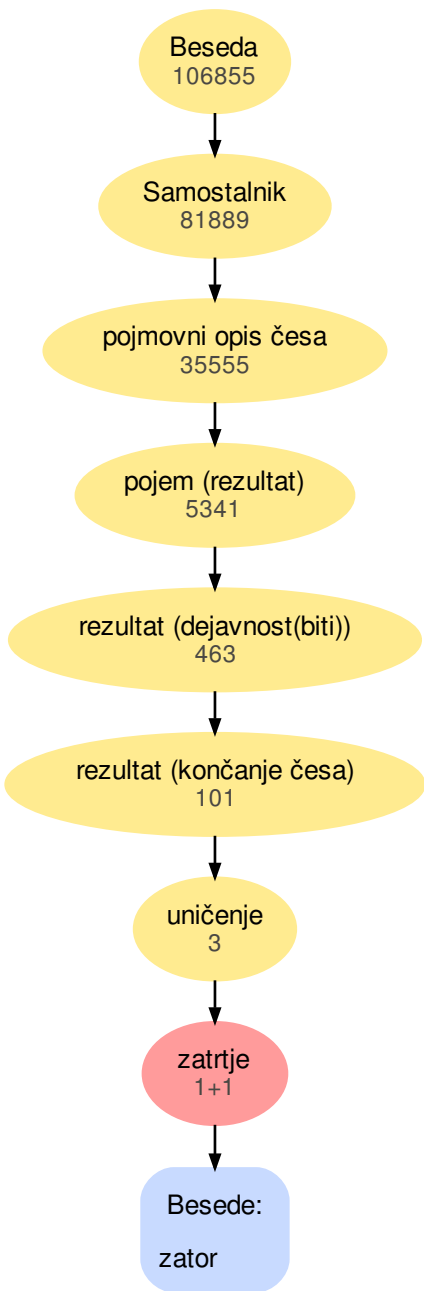 Beseda
106855
Samostalnik
81889
pojmovni opis česa
35555
pojem (rezultat)
5341
rezultat (dejavnost(biti))
463
rezultat (končanje česa)
101
uničenje
3
zatrtje
1+1
Besede:
zator